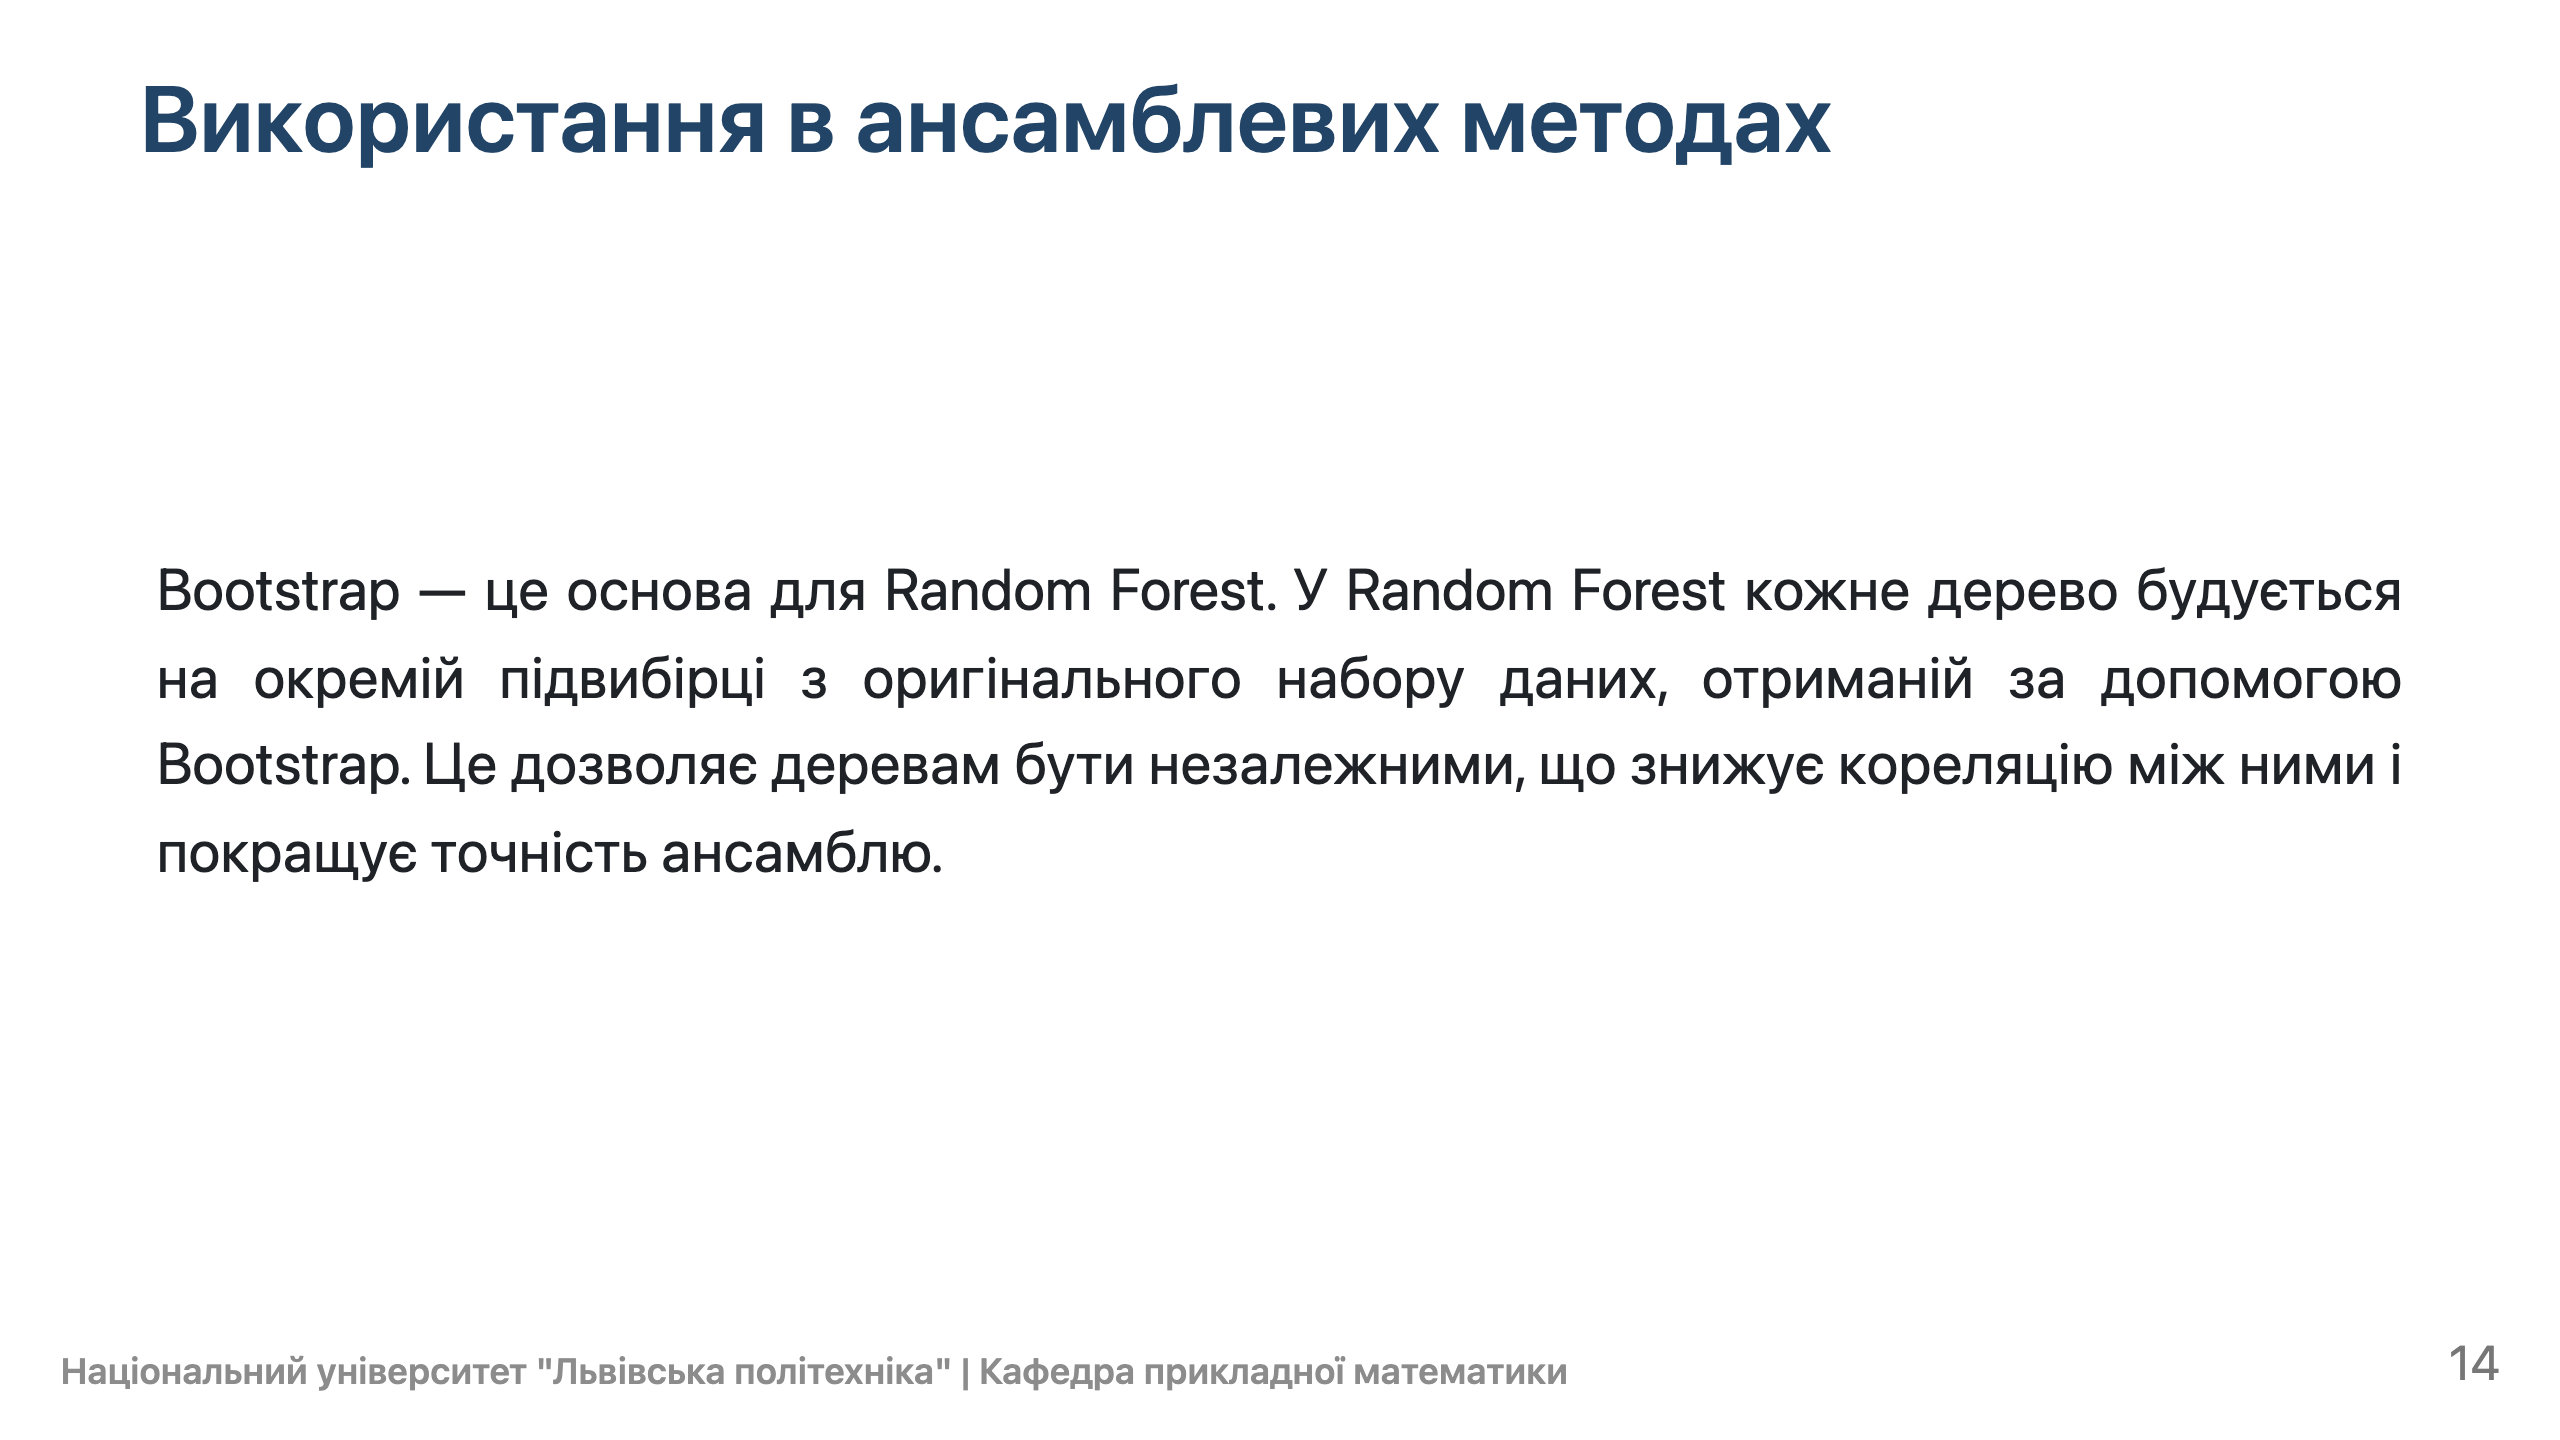 Використання в ансамблевих методах
Bootstrap — це основа для Random Forest. У Random Forest кожне дерево будується
на окремій підвибірці з оригінального набору даних, отриманій за допомогою
Bootstrap. Це дозволяє деревам бути незалежними, що знижує кореляцію між ними і
покращує точність ансамблю.
Національний університет "Львівська політехніка" | Кафедра прикладної математики
14